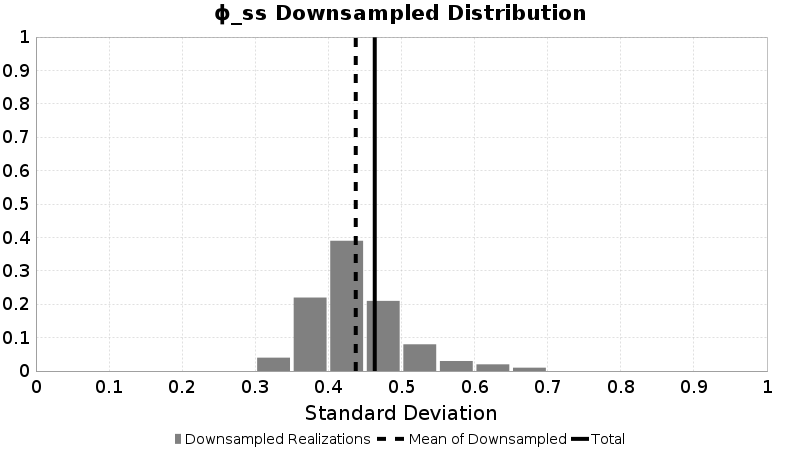 ϕ_ss Downsampled Distribution
1
0.9
0.8
0.7
0.6
0.5
0.4
0.3
0.2
0.1
0
0 0.1 0.2 0.3 0.4 0.5 0.6 0.7 0.8 0.9 1
Standard Deviation
Downsampled Realizations Mean of Downsampled Total